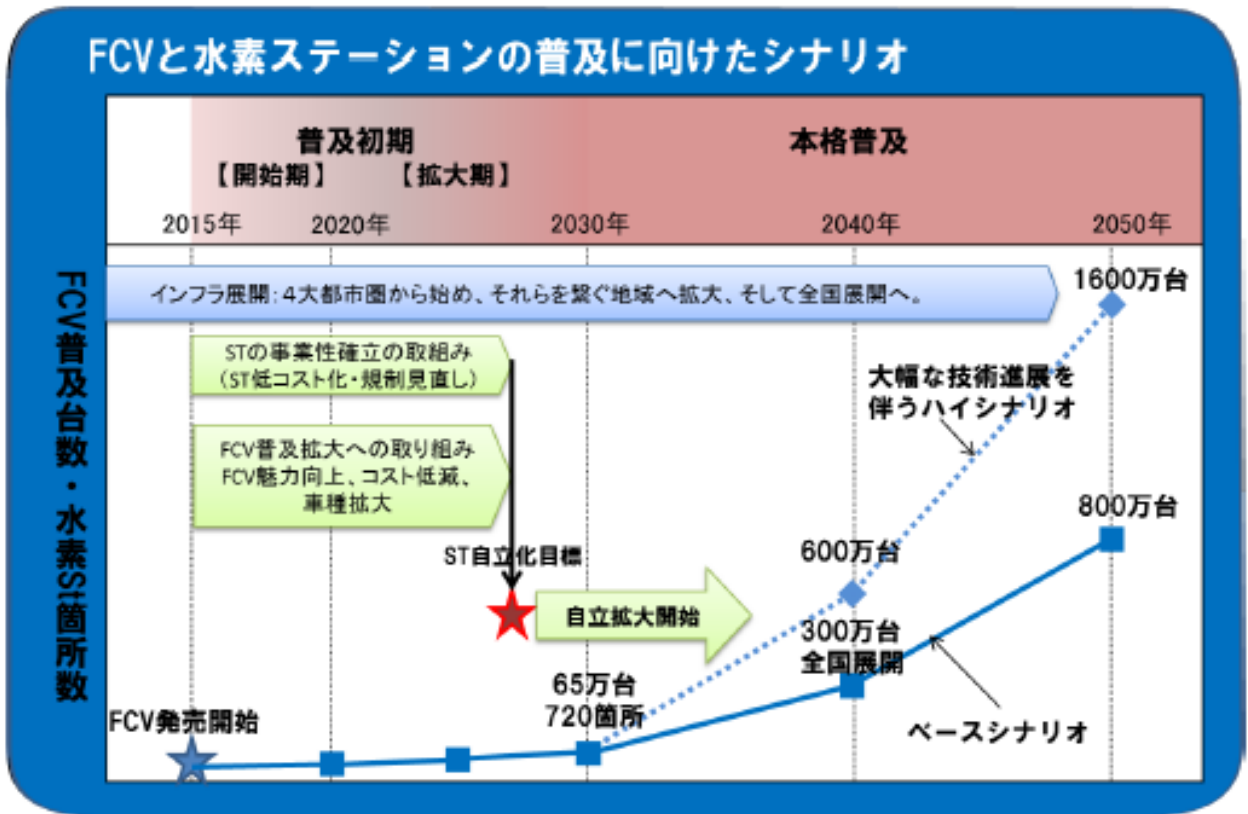 FCVと水素ステーションの普及に向けたシナリオ
普及初期
【開始期】
【拡大期】
本格普及
2015年
2020年
2030年
2040年
2050年
FCV普及台数・水素St箇所数
インフラ展開：4大都市圏から始め、それらを繋ぐ地域へ拡大、そして全国展開へ。
1600万台
STの事業性確立の取組み
（ST低コスト化・規制見直し）
大幅な技術進展を
伴うハイシナリオ
FCV普及拡大への取り組み
FCV魅力向上、コスト低減、
車種拡大
800万台
ST自立化目標
600万台
自立拡大開始
300万台
全国展開
65万台
720箇所
FCV発売開始
ベースシナリオ